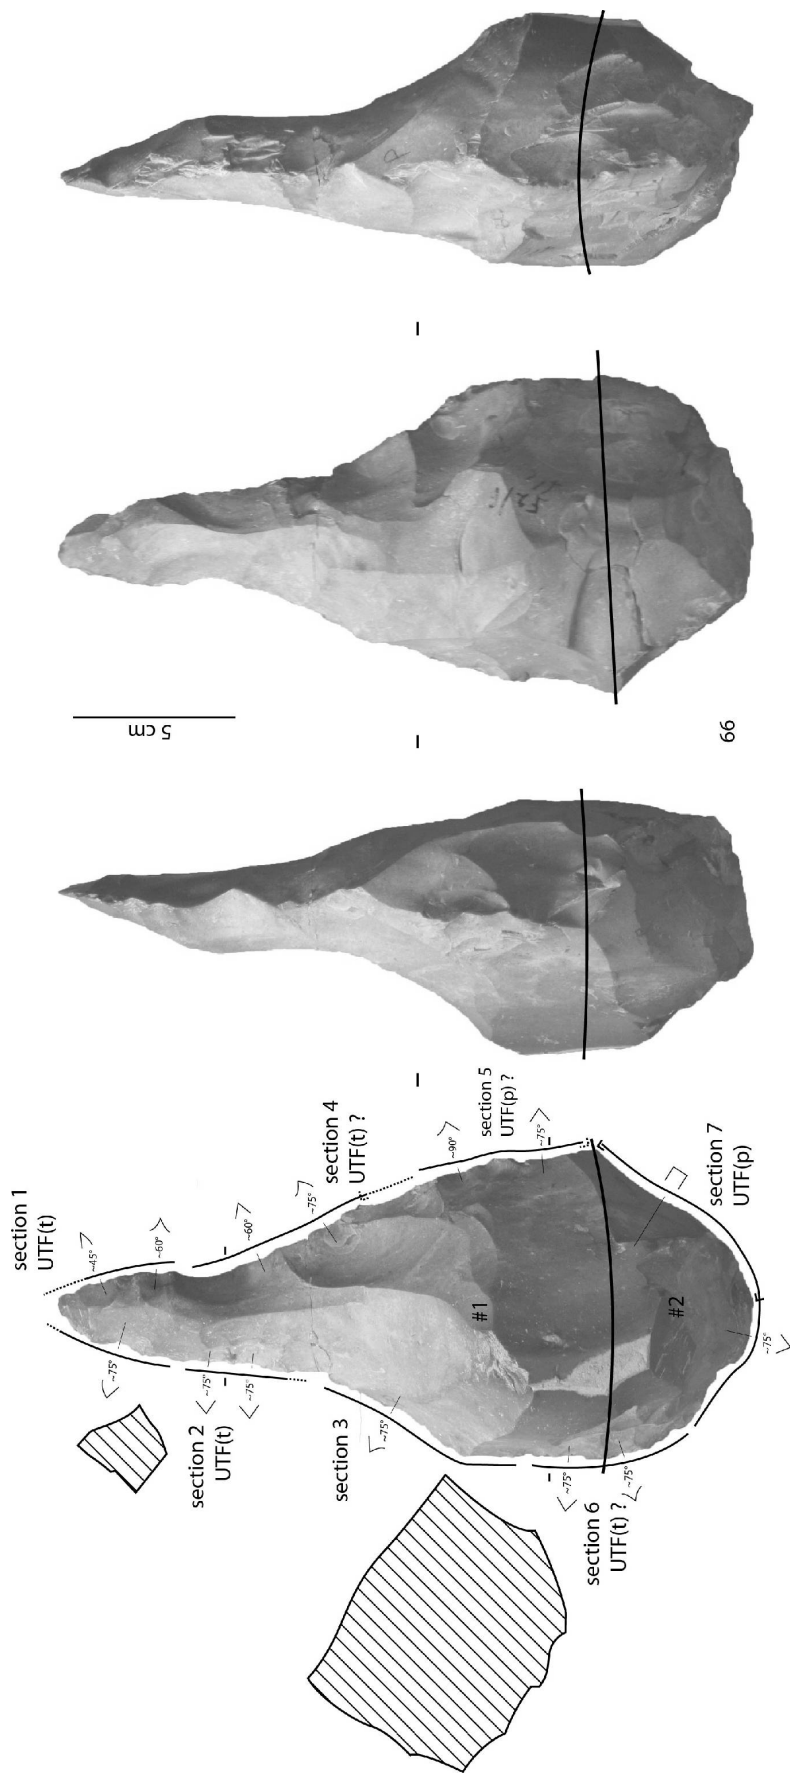 section 1
UTF(t)
~45°
~60°
~75°
section 2
UTF(t)
~75°
~75°
~60°
~75°
section 4
UTF(t) ?
section 3
~75°
~90°
section 5
UTF(p) ?
~75°
#1
section 6
UTF(t) ?
~75°
~75°
#2
section 7
UTF(p)
~75°
5 cm
66